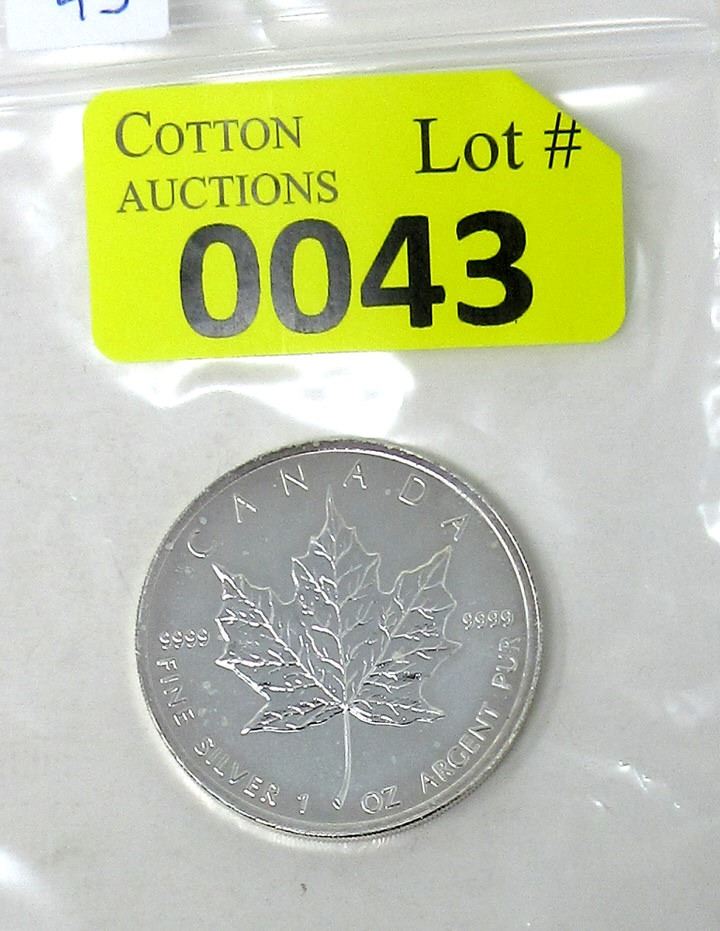 COTTON
AUCTIONS
Lot #
0043
CANADA
9999
9999
FINE SILVER 1 OZ ARGENT PUR